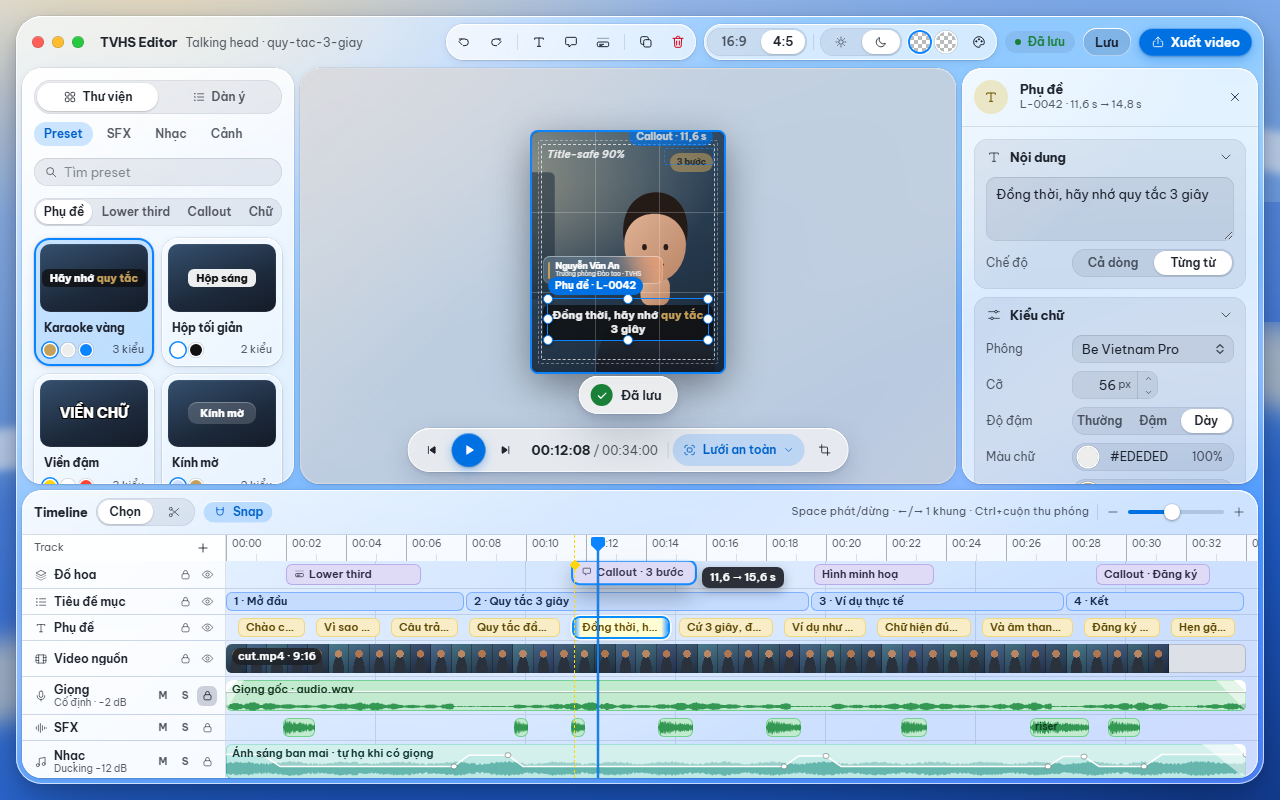 TVHS Editor Talking head · quy-tac-3-giay
16:9 4:5
Đã lưu Lưu Xuất video
Thư viện Dàn ý
Preset SFX Nhạc Cảnh
Tìm preset
Phụ đề Lower third Callout Chữ
Hãy nhớ quy tắc
Karaoke vàng
3 kiểu
Hộp sáng
Hộp tối giản
2 kiểu
VIỀN CHỮ
Viền đậm
Kính mờ
Kính mờ
Callout · 11,6 s
Title-safe 90%
3 bước
Nguyễn Văn An
Trưởng phòng Đào tạo · TVHS
Phụ đề · L-0042
Đồng thời, hãy nhớ quy tắc
3 giây
Đã lưu
00:12:08 / 00:34:00 Lưới an toàn
Phụ đề
L-0042 · 11,6 s → 14,8 s
Nội dung
Đồng thời, hãy nhớ quy tắc 3 giây
Chế độ Cả dòng Từng từ
Kiểu chữ
Phông Be Vietnam Pro
Cỡ 56 px
Độ đậm Thường Đậm Dày
Màu chữ #EDEDED 100%
Timeline Chọn Snap
Space phát/dừng · ←/→ 1 khung · Ctrl+cuộn thu phóng
Track
00:00 00:02 00:04 00:06 00:08 00:10 00:12 00:14 00:16 00:18 00:20 00:22 00:24 00:26 00:28 00:30 00:32
Đồ hoạ
Lower third Callout · 3 bước 11,6 → 15,6 s Hình minh hoạ Callout · Đăng ký
Tiêu đề mục
1 · Mở đầu 2 · Quy tắc 3 giây 3 · Ví dụ thực tế 4 · Kết
Phụ đề
Chào c... Vì sao ... Câu trả... Quy tắc đầ... Đồng thời, h... Cứ 3 giây, đ... Ví dụ như ... Chữ hiện đú... Và âm than... Đăng ký ... Hẹn gặ...
Video nguồn
cut.mp4 · 9:16
Giọng
Cố định · −2 dB
M S
Giọng gốc · audio.wav
SFX M S
riser
Nhạc
Ducking −12 dB
M S
Ánh sáng ban mai · tự hạ khi có giọng